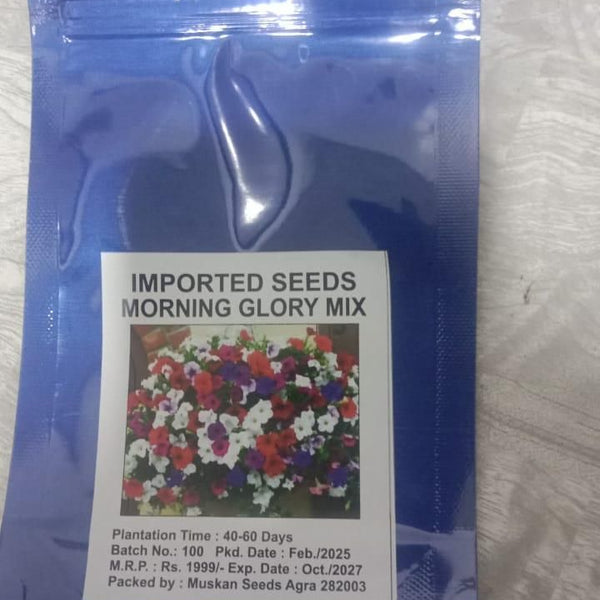 IMPORTED SEEDS
MORNING GLORY MIX
Plantation Time : 40-60 Days
Batch No.: 100 Pkd. Date : Feb./2025
M.R.P. : Rs. 1999/- Exp. Date : Oct./2027
Packed by : Muskan Seeds Agra 282003